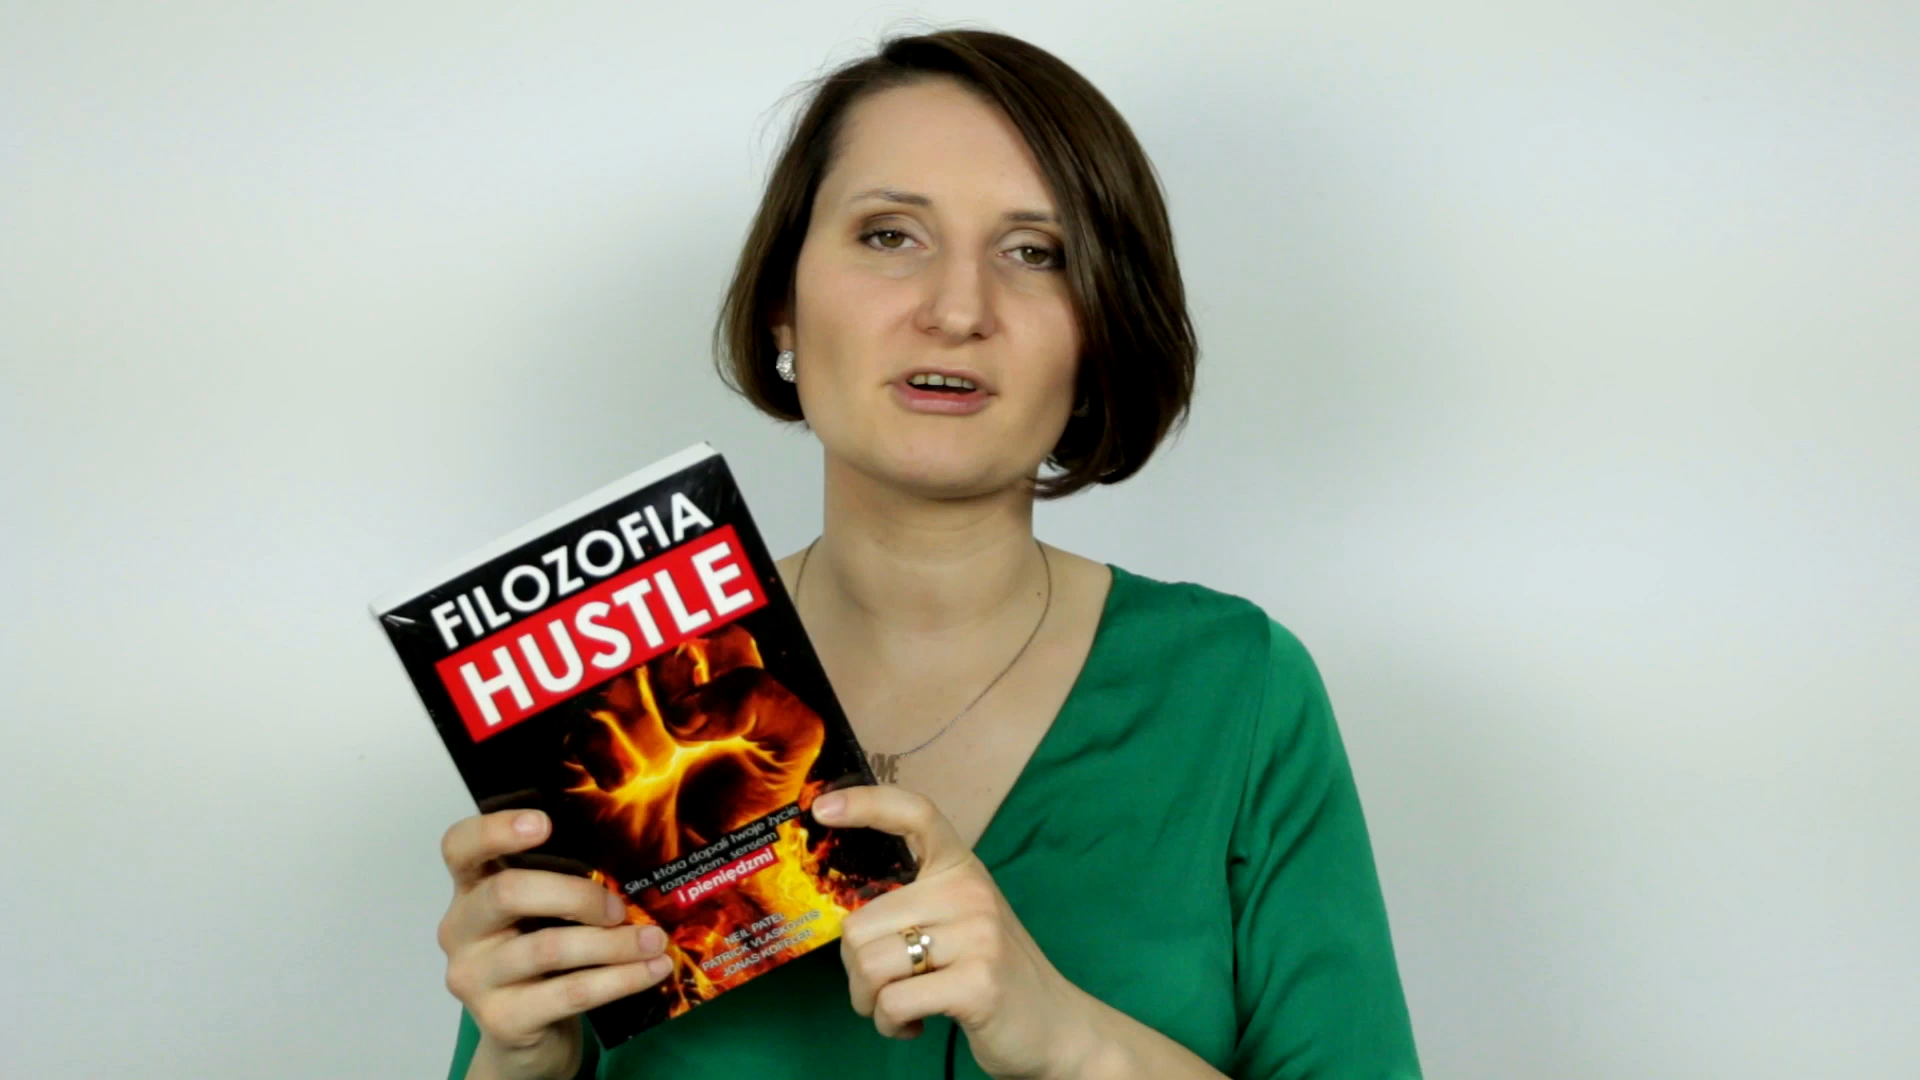 FILOZOFIA
HUSTLE
Siła, która dopali twoje życie
rozpędem, sensem
i pieniędzmi
NEIL PATEL
PATRICK VLASKOVITS
JONAS KOFFLER